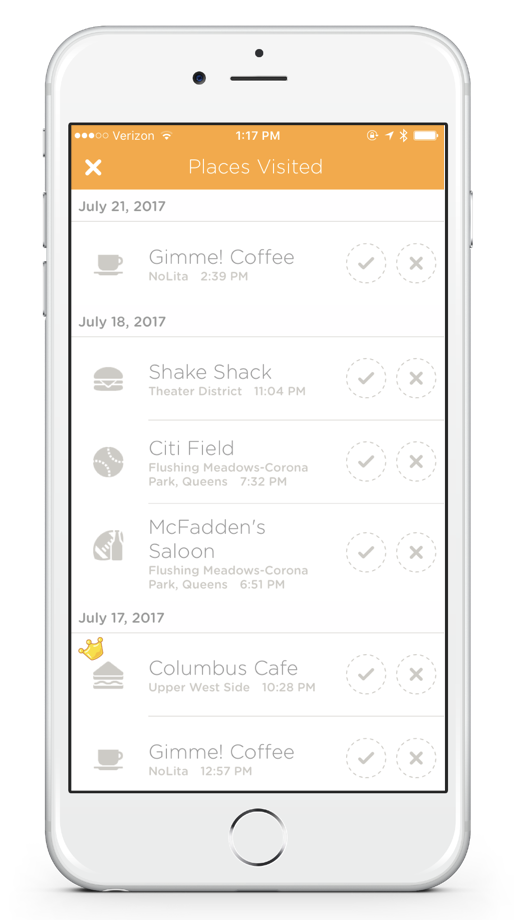 Verizon 1:17 PM
Places Visited
July 21, 2017
Gimme! Coffee
NoLita 2:39 PM
July 18, 2017
Shake Shack
Theater District 11:04 PM
Citi Field
Flushing Meadows-Corona
Park, Queens 7:32 PM
McFadden's
Saloon
Flushing Meadows-Corona
Park, Queens 6:51 PM
July 17, 2017
Columbus Cafe
Upper West Side 10:28 PM
Gimme! Coffee
NoLita 12:57 PM